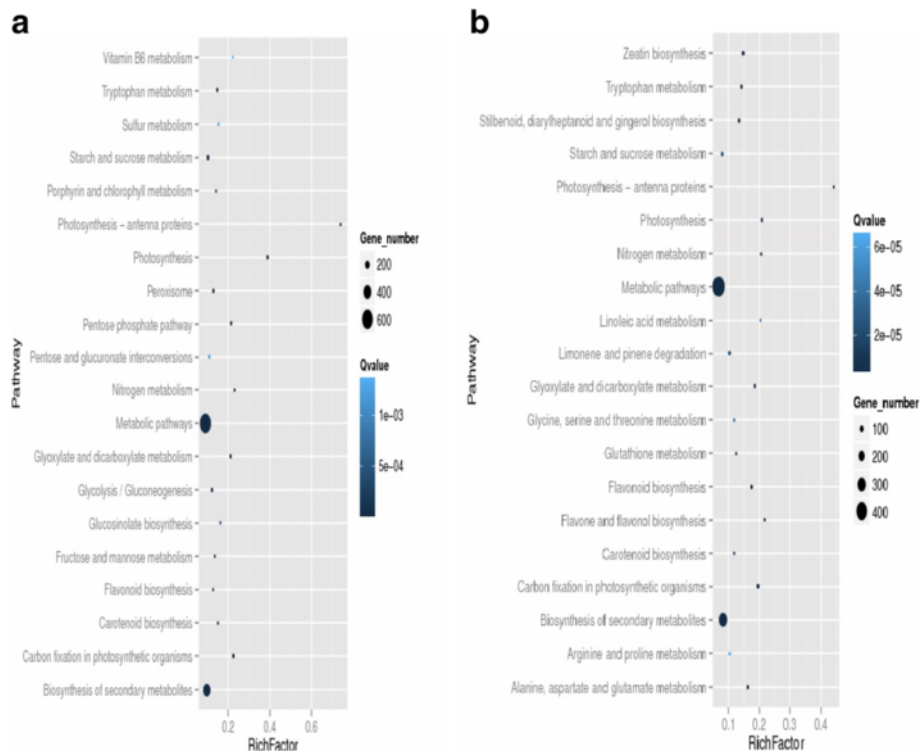 a
Vitamin B6 metabolism
Tryptophan metabolism
Sulfur metabolism
Starch and sucrose metabolism
Porphyrin and chlorophyll metabolism
Photosynthesis – antenna proteins
Photosynthesis
Peroxisome
Pentose phosphate pathway
Pentose and glucuronate interconversions
Nitrogen metabolism
Metabolic pathways
Glyoxylate and dicarboxylate metabolism
Glycolysis / Gluconeogenesis
Glucosinolate biosynthesis
Fructose and mannose metabolism
Flavonoid biosynthesis
Carotenoid biosynthesis
Carbon fixation in photosynthetic organisms
Biosynthesis of secondary metabolites
Pathway
0.2 0.4 0.6
RichFactor
Gene_number
200
400
600
Qvalue
1e−03
5e−04
b
Zeatin biosynthesis
Tryptophan metabolism
Stilbenoid, diarylheptanoid and gingerol biosynthesis
Starch and sucrose metabolism
Photosynthesis – antenna proteins
Photosynthesis
Nitrogen metabolism
Metabolic pathways
Linoleic acid metabolism
Limonene and pinene degradation
Glyoxylate and dicarboxylate metabolism
Glycine, serine and threonine metabolism
Glutathione metabolism
Flavonoid biosynthesis
Flavone and flavonol biosynthesis
Carotenoid biosynthesis
Carbon fixation in photosynthetic organisms
Biosynthesis of secondary metabolites
Arginine and proline metabolism
Alanine, aspartate and glutamate metabolism
Pathway
0.1 0.2 0.3 0.4
RichFactor
Qvalue
6e−05
4e−05
2e−05
Gene_number
100
200
300
400